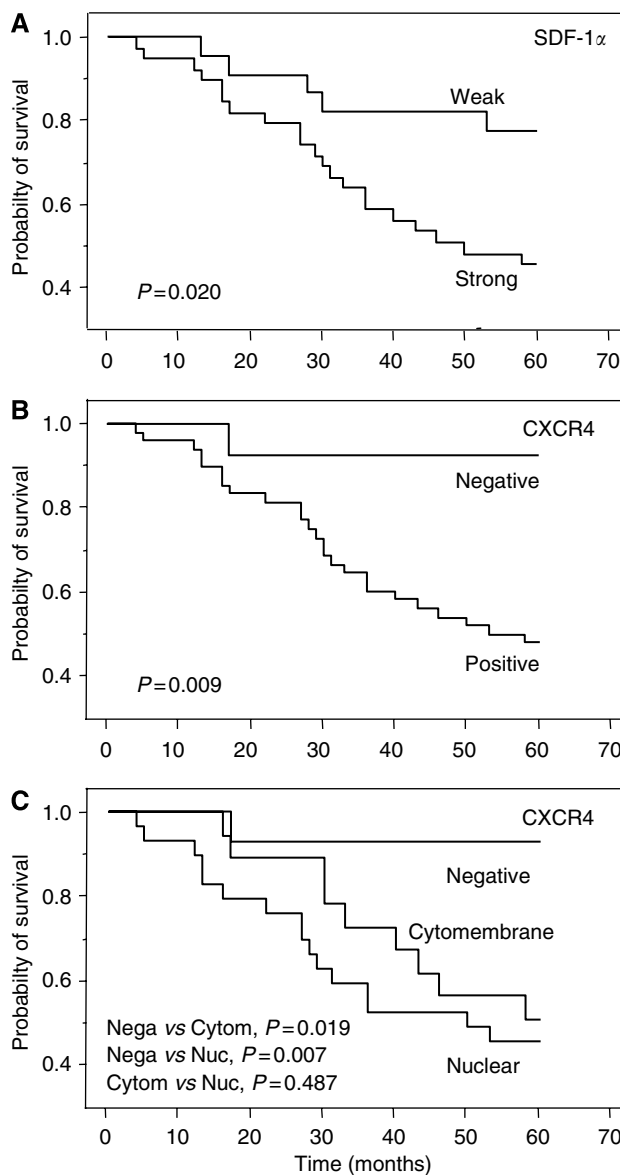 A
SDF-1α
Probabilty of survival
1.0
0.8
0.6
0.4
Weak
Strong
P=0.020
0 10 20 30 40 50 60 70
B
CXCR4
Probabilty of survival
1.0
0.8
0.6
0.4
Negative
Positive
P=0.009
0 10 20 30 40 50 60 70
C
CXCR4
Probabilty of survival
1.0
0.8
0.6
0.4
Negative
Cytomembrane
Nuclear
Nega vs Cytom, P=0.019
Nega vs Nuc, P=0.007
Cytom vs Nuc, P=0.487
0 10 20 30 40 50 60 70
Time (months)